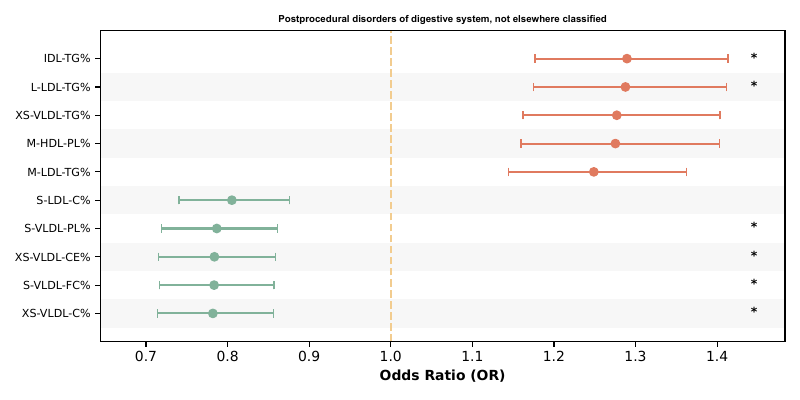 Postprocedural disorders of digestive system, not elsewhere classified
IDL-TG% *
L-LDL-TG% *
XS-VLDL-TG%
M-HDL-PL%
M-LDL-TG%
S-LDL-C%
S-VLDL-PL% *
XS-VLDL-CE% *
S-VLDL-FC% *
XS-VLDL-C% *
0.7 0.8 0.9 1.0 1.1 1.2 1.3 1.4
Odds Ratio (OR)